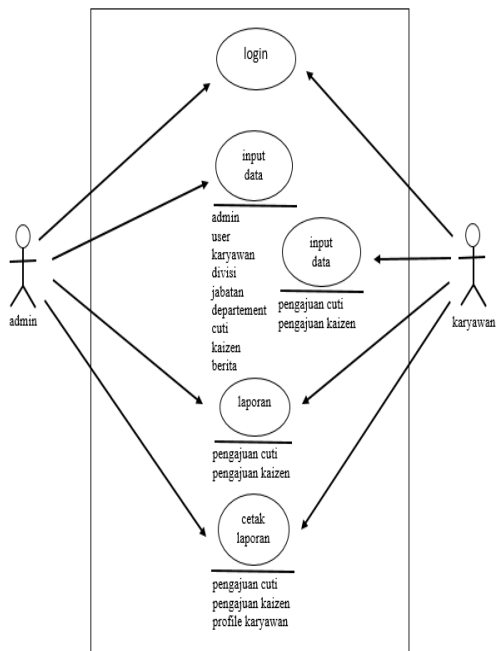 login
input
data
admin
user
karyawan
divisi
jabatan
departement
cuti
kaizen
berita
input
data
pengajuan cuti
pengajuan kaizen
admin
karyawan
laporan
pengajuan cuti
pengajuan kaizen
cetak
laporan
pengajuan cuti
pengajuan kaizen
profile karyawan